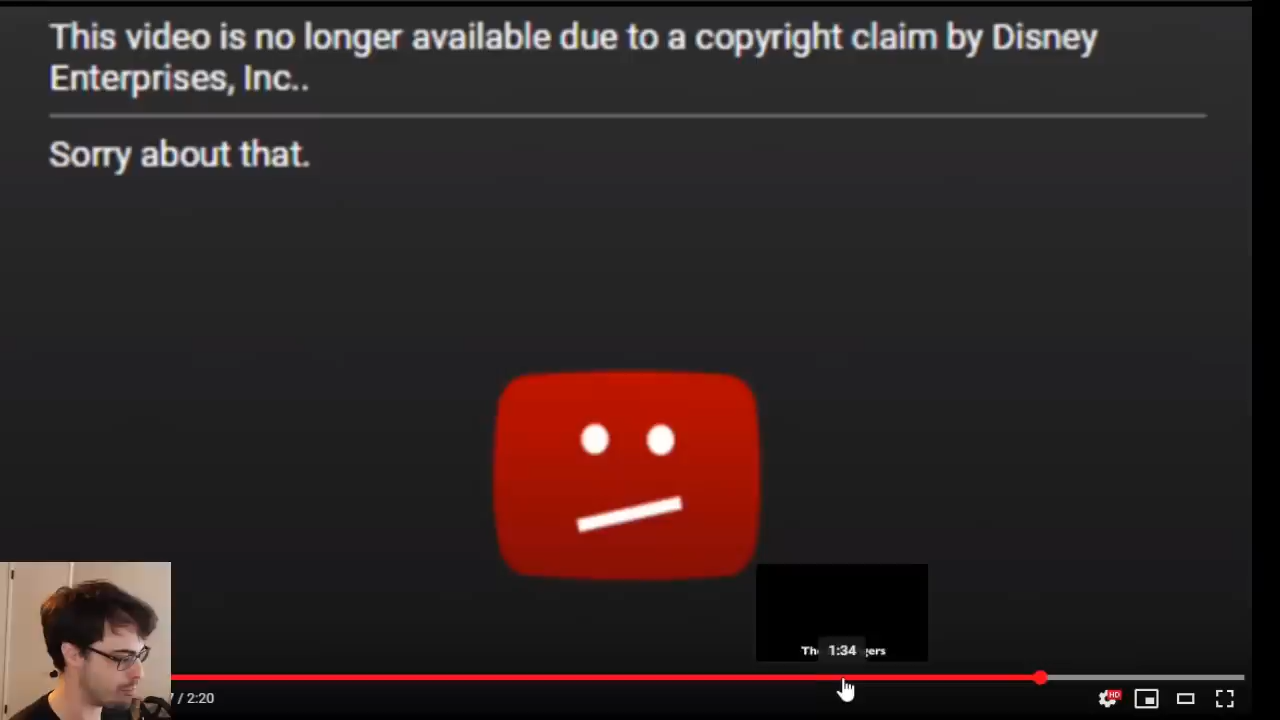 This video is no longer available due to a copyright claim by Disney
Enterprises, Inc..
Sorry about that.
1:34
/ 2:20
HD